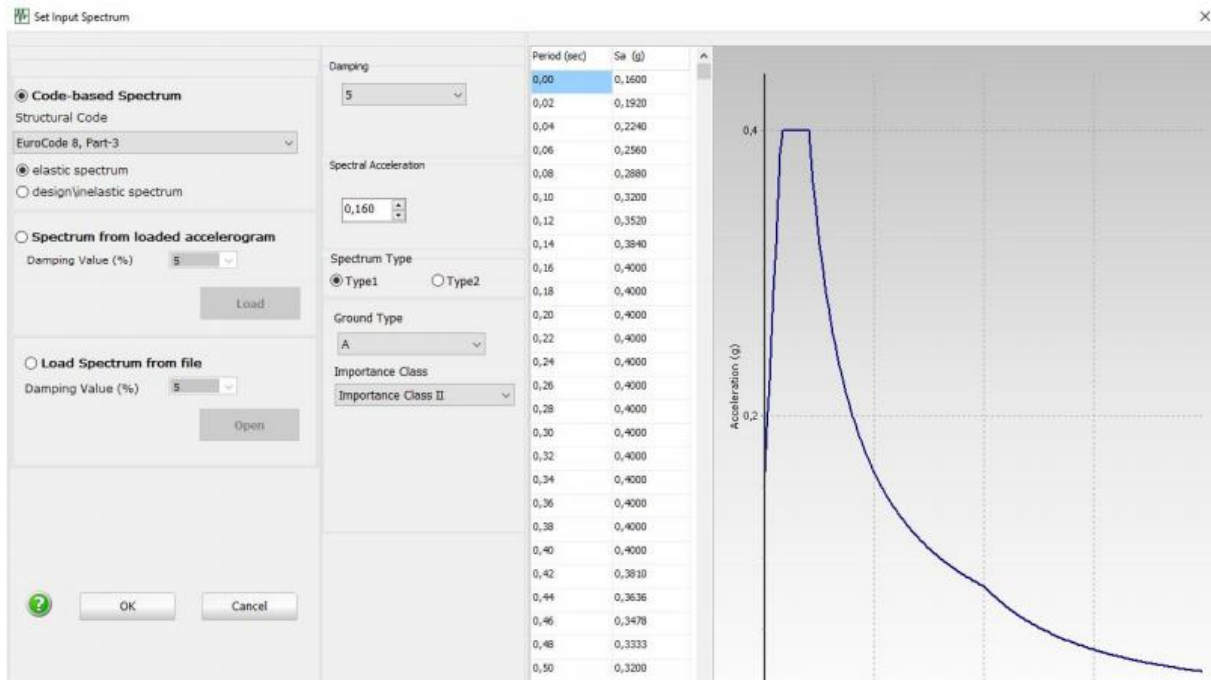 Set Input Spectrum
Code-based Spectrum
Structural Code
EuroCode 8, Part-3
elastic spectrum
design\inelastic spectrum
Spectrum from loaded accelerogram
Damping Value (%) 5
Load
Load Spectrum from file
Damping Value (%) 5
Open
? OK Cancel
Damping
5
Spectral Acceleration
0,160
Spectrum Type
Type1 Type2
Ground Type
A
Importance Class
Importance Class II
Period (sec) Sa (g)
0,00 0,1600
0,02 0,1920
0,04 0,2240
0,06 0,2560
0,08 0,2880
0,10 0,3200
0,12 0,3520
0,14 0,3840
0,16 0,4000
0,18 0,4000
0,20 0,4000
0,22 0,4000
0,24 0,4000
0,26 0,4000
0,28 0,4000
0,30 0,4000
0,32 0,4000
0,34 0,4000
0,36 0,4000
0,38 0,4000
0,40 0,4000
0,42 0,3810
0,44 0,3636
0,46 0,3478
0,48 0,3333
0,50 0,3200
0,4
0,2
Acceleration (g)